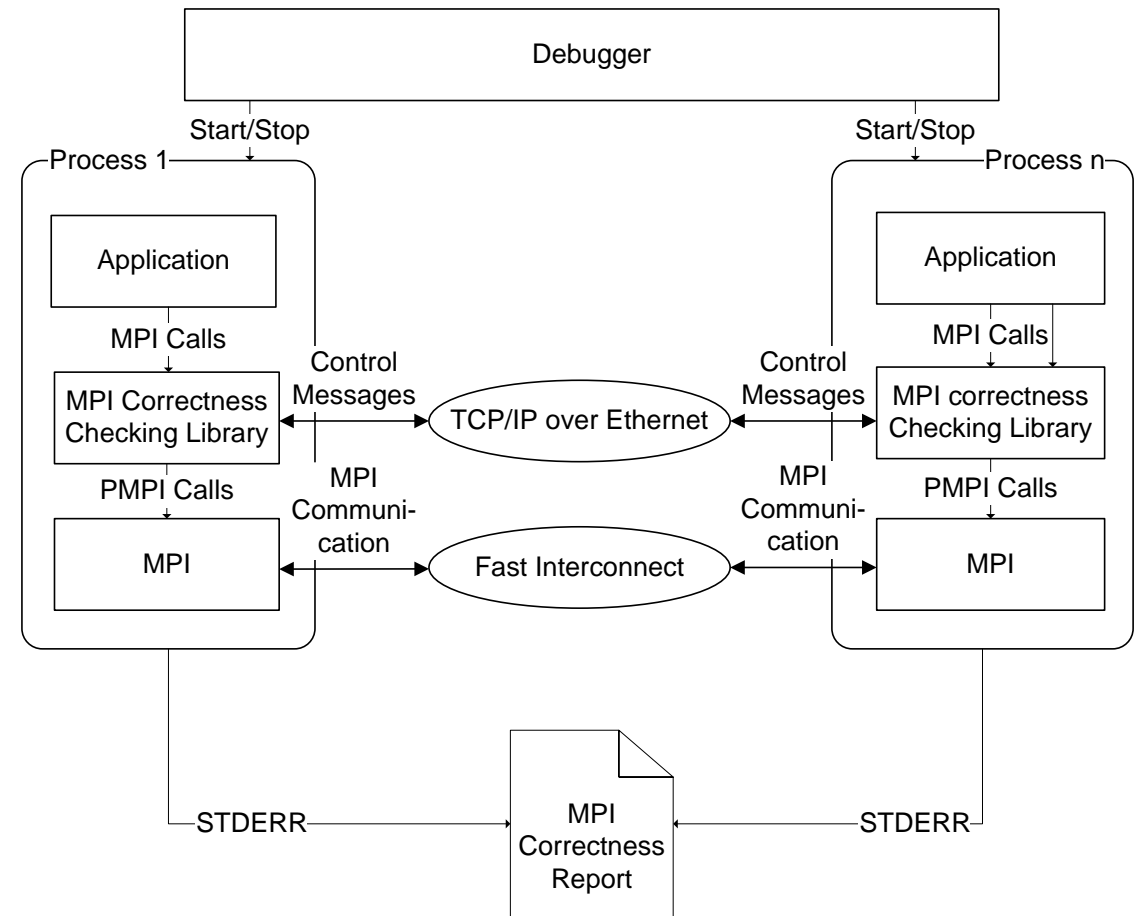 Debugger
Start/Stop
Start/Stop
Process 1
Process n
Application
Application
MPI Calls
MPI Calls
Control
Messages
Control
Messages
MPI Correctness
Checking Library
TCP/IP over Ethernet
MPI correctness
Checking Library
PMPI Calls
MPI
Communi-
cation
MPI
Communi-
cation
PMPI Calls
MPI
Fast Interconnect
MPI
STDERR
MPI
Correctness
Report
STDERR